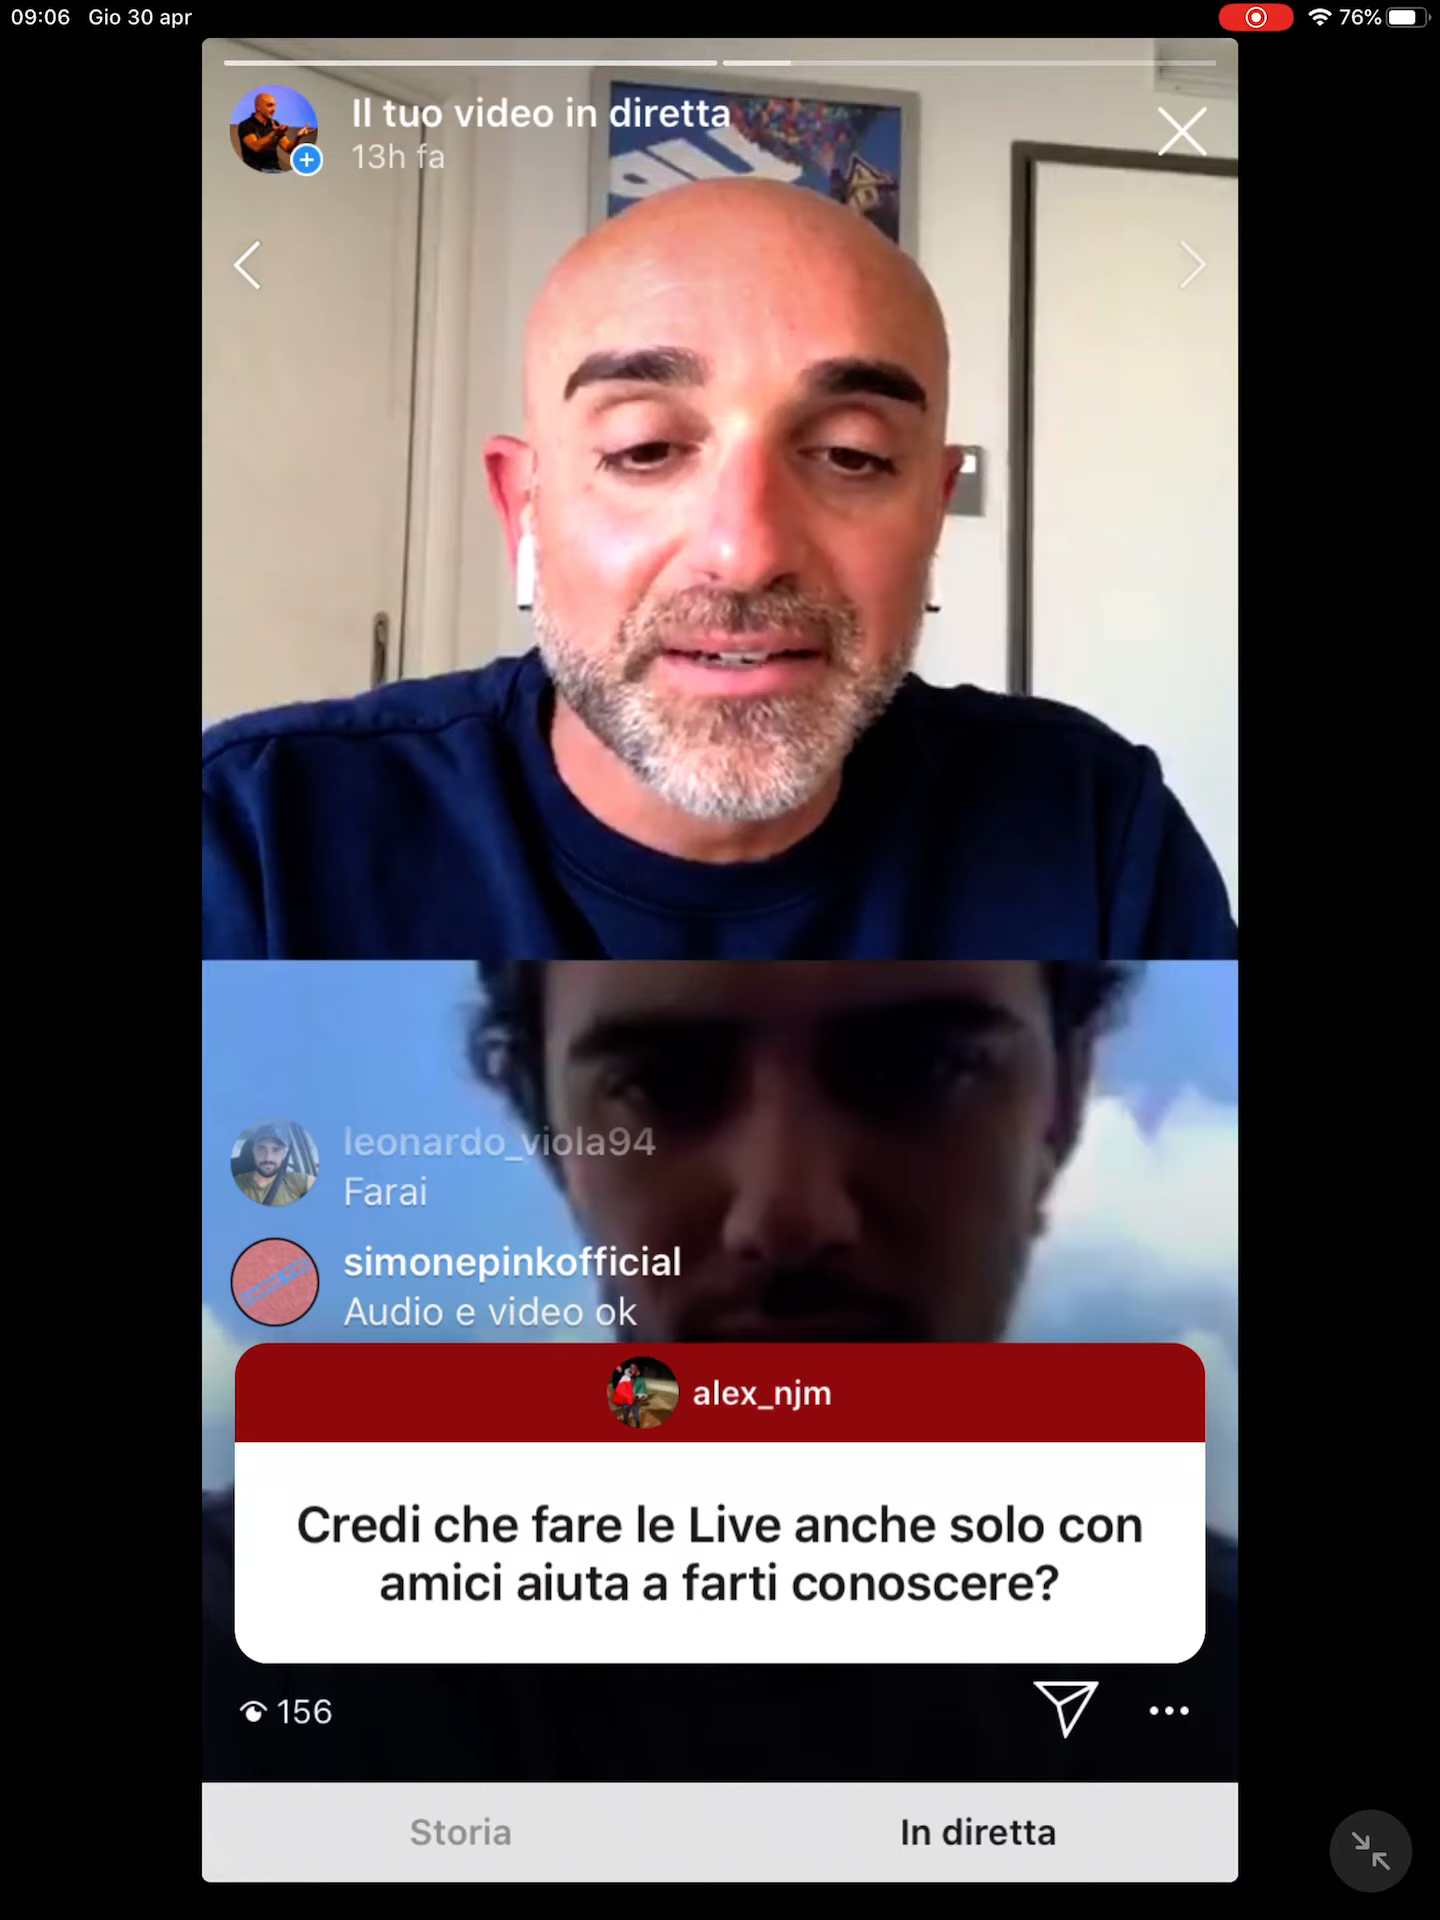 09:06 Gio 30 apr
76%
Il tuo video in diretta
13h fa
UP
leonardo_viola94
Farai
simonepinkofficial
Audio e video ok
alex_njm
Credi che fare le Live anche solo con
amici aiuta a farti conoscere?
156
Storia
In diretta